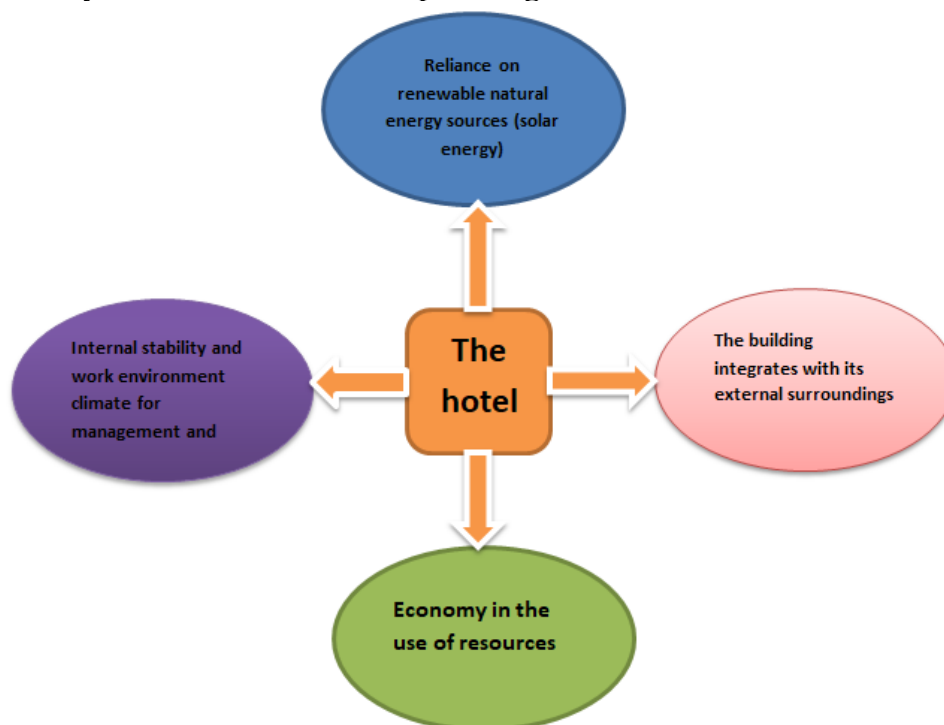 Reliance on
renewable natural
energy sources (solar
energy)
Internal stability and
work environment
climate for
management and
The
hotel
The building
integrates with its
external surroundings
Economy in the
use of resources